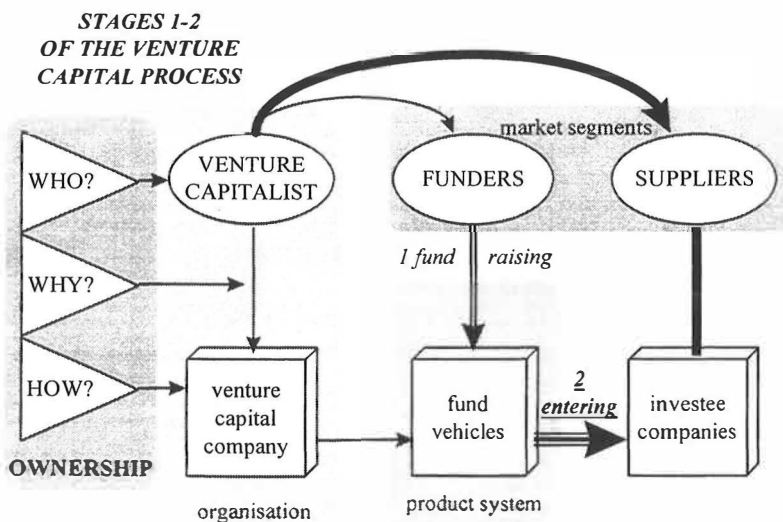 STAGES 1-2
OF THE VENTURE
CAPITAL PROCESS
market segments
WHO?
VENTURE
CAPITALIST
FUNDERS
SUPPLIERS
1 fund raising
WHY?
HOW?
venture
capital
company
fund
vehicles
2
entering
investee
companies
OWNERSHIP
organisation
product system